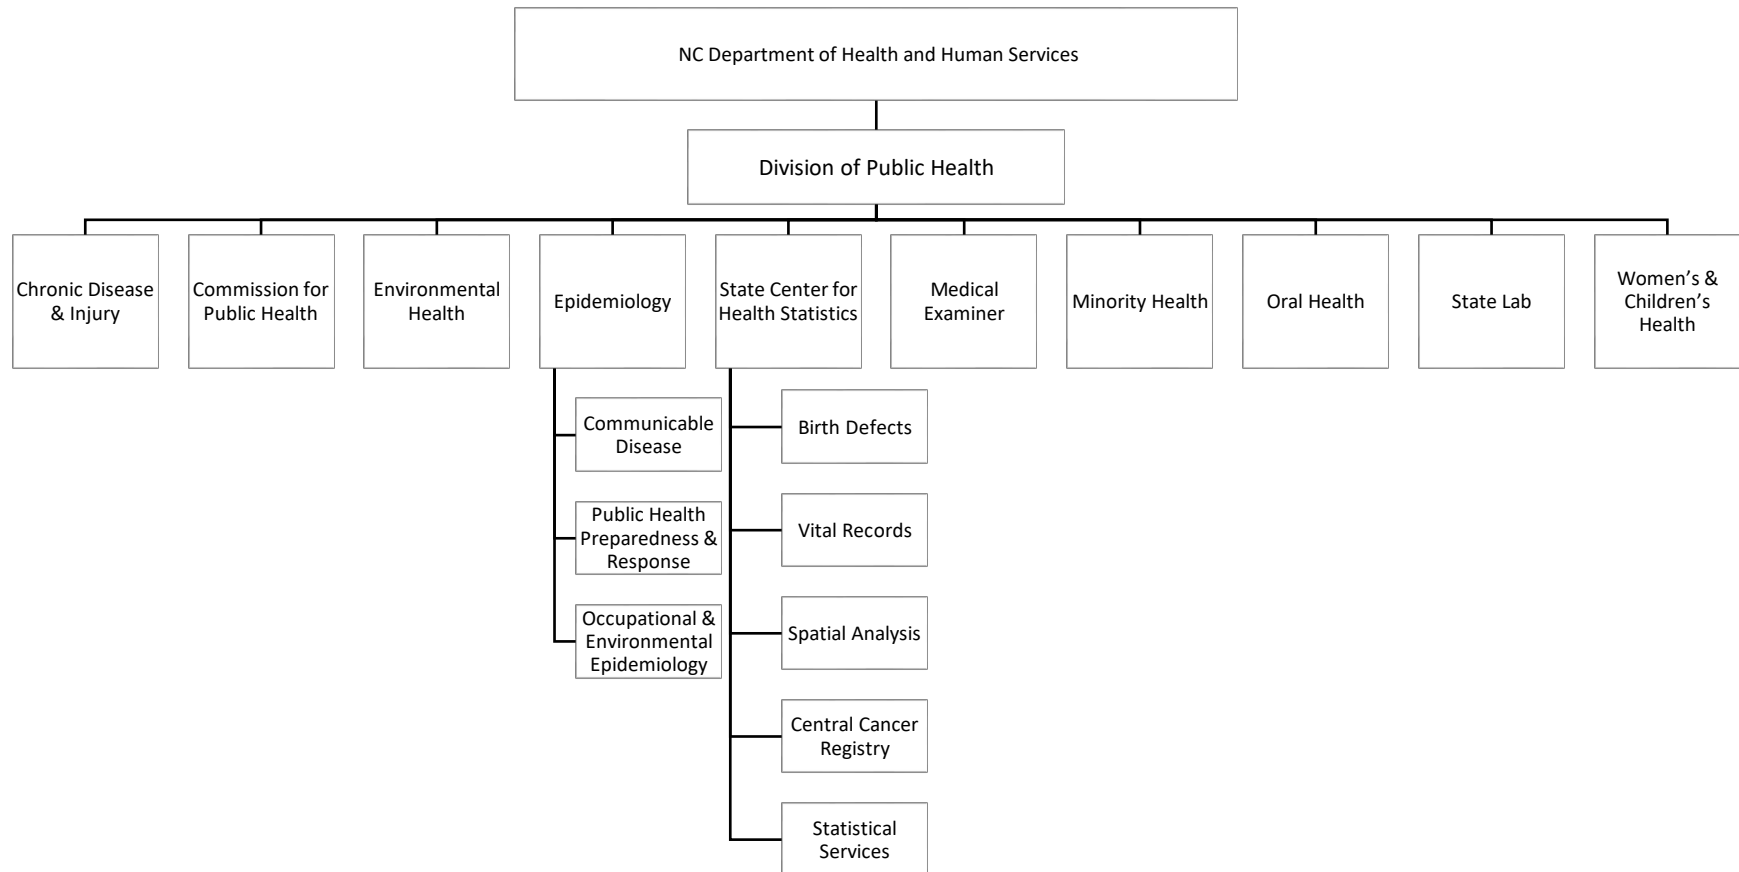 NC Department of Health and Human Services
Division of Public Health
Chronic Disease
& Injury
Commission for
Public Health
Environmental
Health
Epidemiology
State Center for
Health Statistics
Medical
Examiner
Minority Health
Oral Health
State Lab
Women’s &
Children’s
Health
Communicable
Disease
Public Health
Preparedness &
Response
Occupational &
Environmental
Epidemiology
Birth Defects
Vital Records
Spatial Analysis
Central Cancer
Registry
Statistical
Services